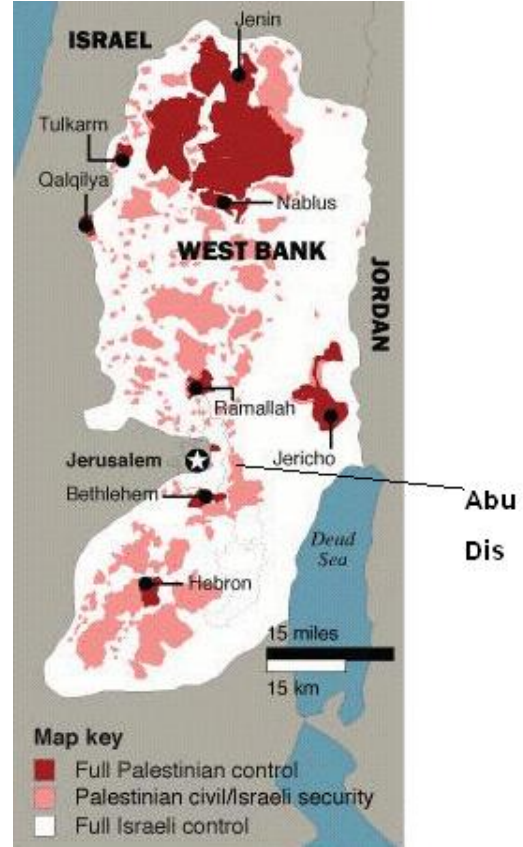 ISRAEL
Jenin
Tulkarm
Qalqilya
Nablus
WEST BANK
JORDAN
Ramallah
Jerusalem
Jericho
Bethlehem
Abu
Dis
Dead
Sea
Hebron
15 miles
15 km
Map key
Full Palestinian control
Palestinian civil/Israeli security
Full Israeli control